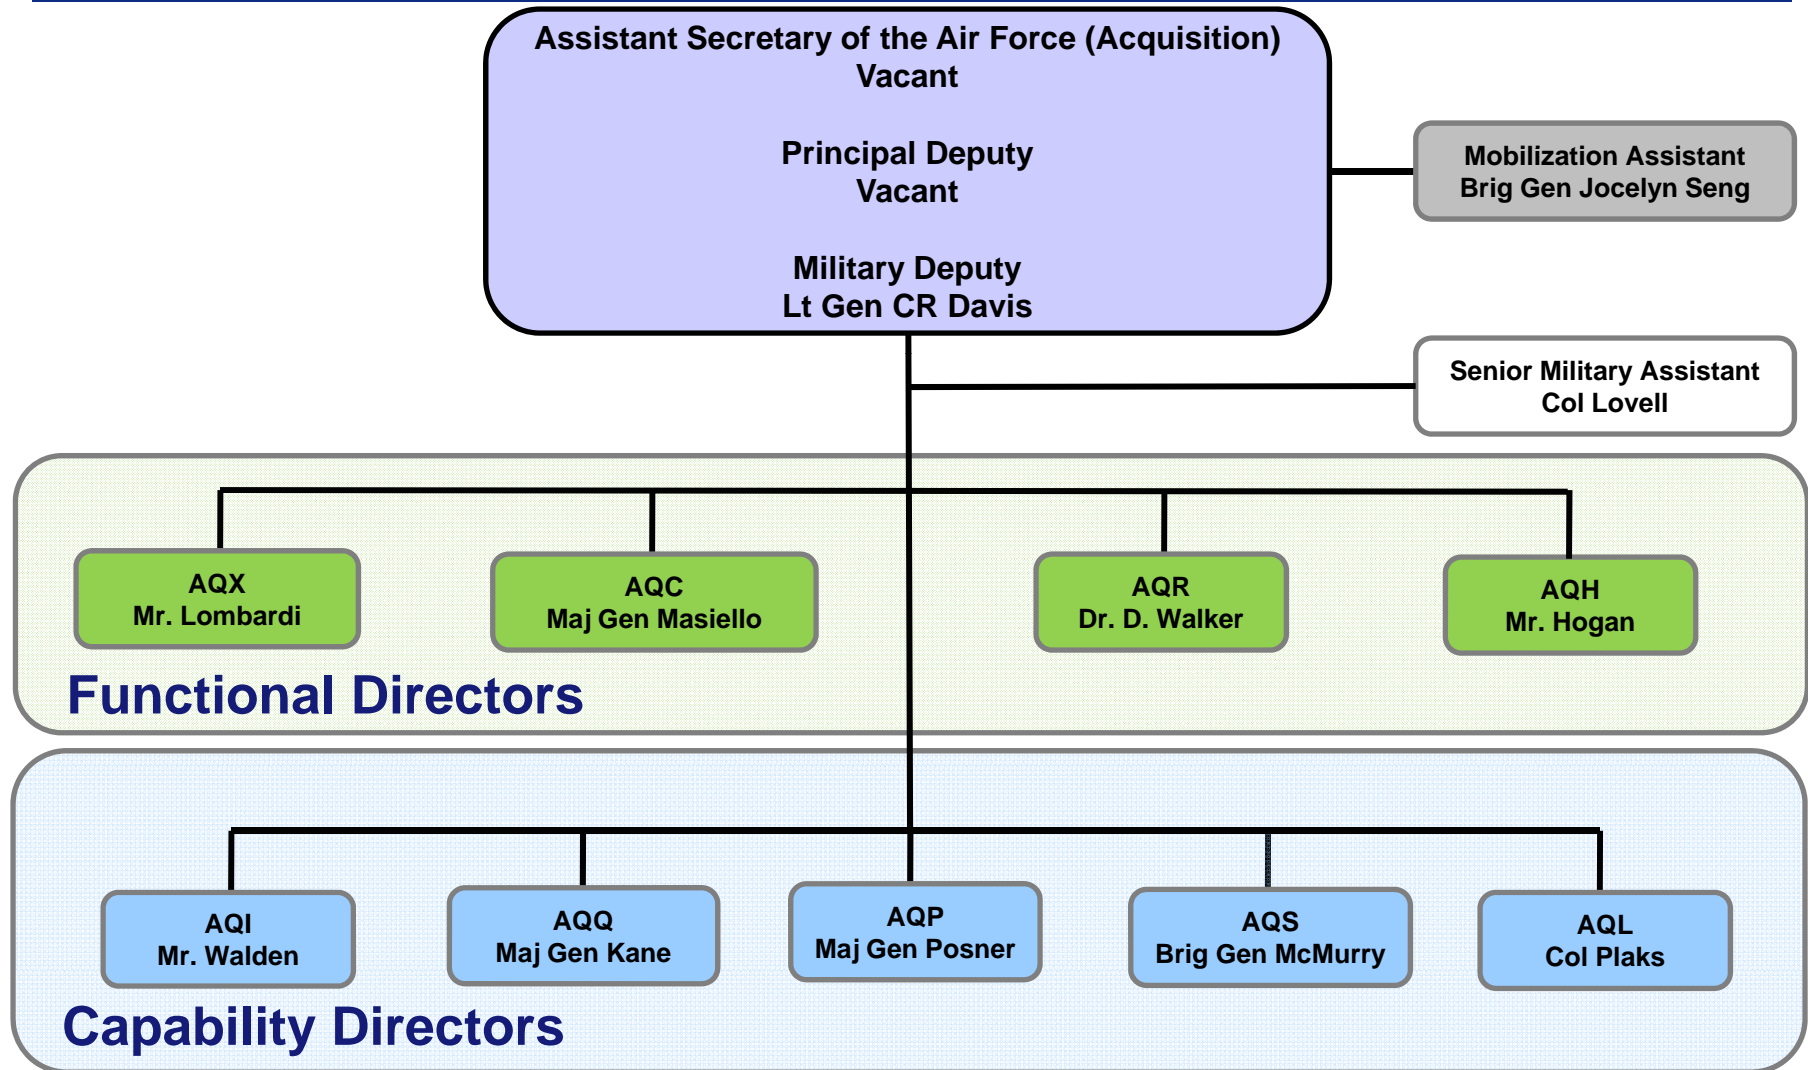 Assistant Secretary of the Air Force (Acquisition)
Vacant
Principal Deputy
Vacant
Military Deputy
Lt Gen CR Davis
Mobilization Assistant
Brig Gen Jocelyn Seng
Senior Military Assistant
Col Lovell
AQX
Mr. Lombardi
AQC
Maj Gen Masiello
AQR
Dr. D. Walker
AQH
Mr. Hogan
Functional Directors
AQI
Mr. Walden
AQQ
Maj Gen Kane
AQP
Maj Gen Posner
AQS
Brig Gen McMurry
AQL
Col Plaks
Capability Directors